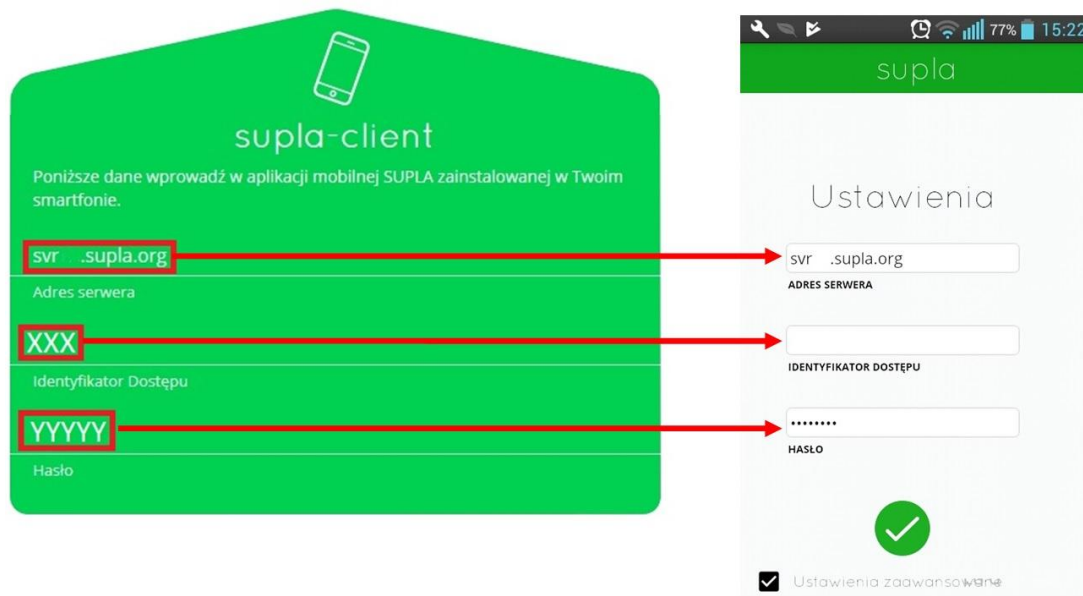 supla-client
Poniższe dane wprowadź w aplikacji mobilnej SUPLA zainstalowanej w Twoim
smartfonie.
svr .supla.org
Adres serwera
XXX
Identyfikator Dostępu
YYYYY
Hasło
77% 15:22
supla
Ustawienia
svr .supla.org
ADRES SERWERA
IDENTYFIKATOR DOSTĘPU
••••••••
HASŁO
Ustawienia zaawansowane